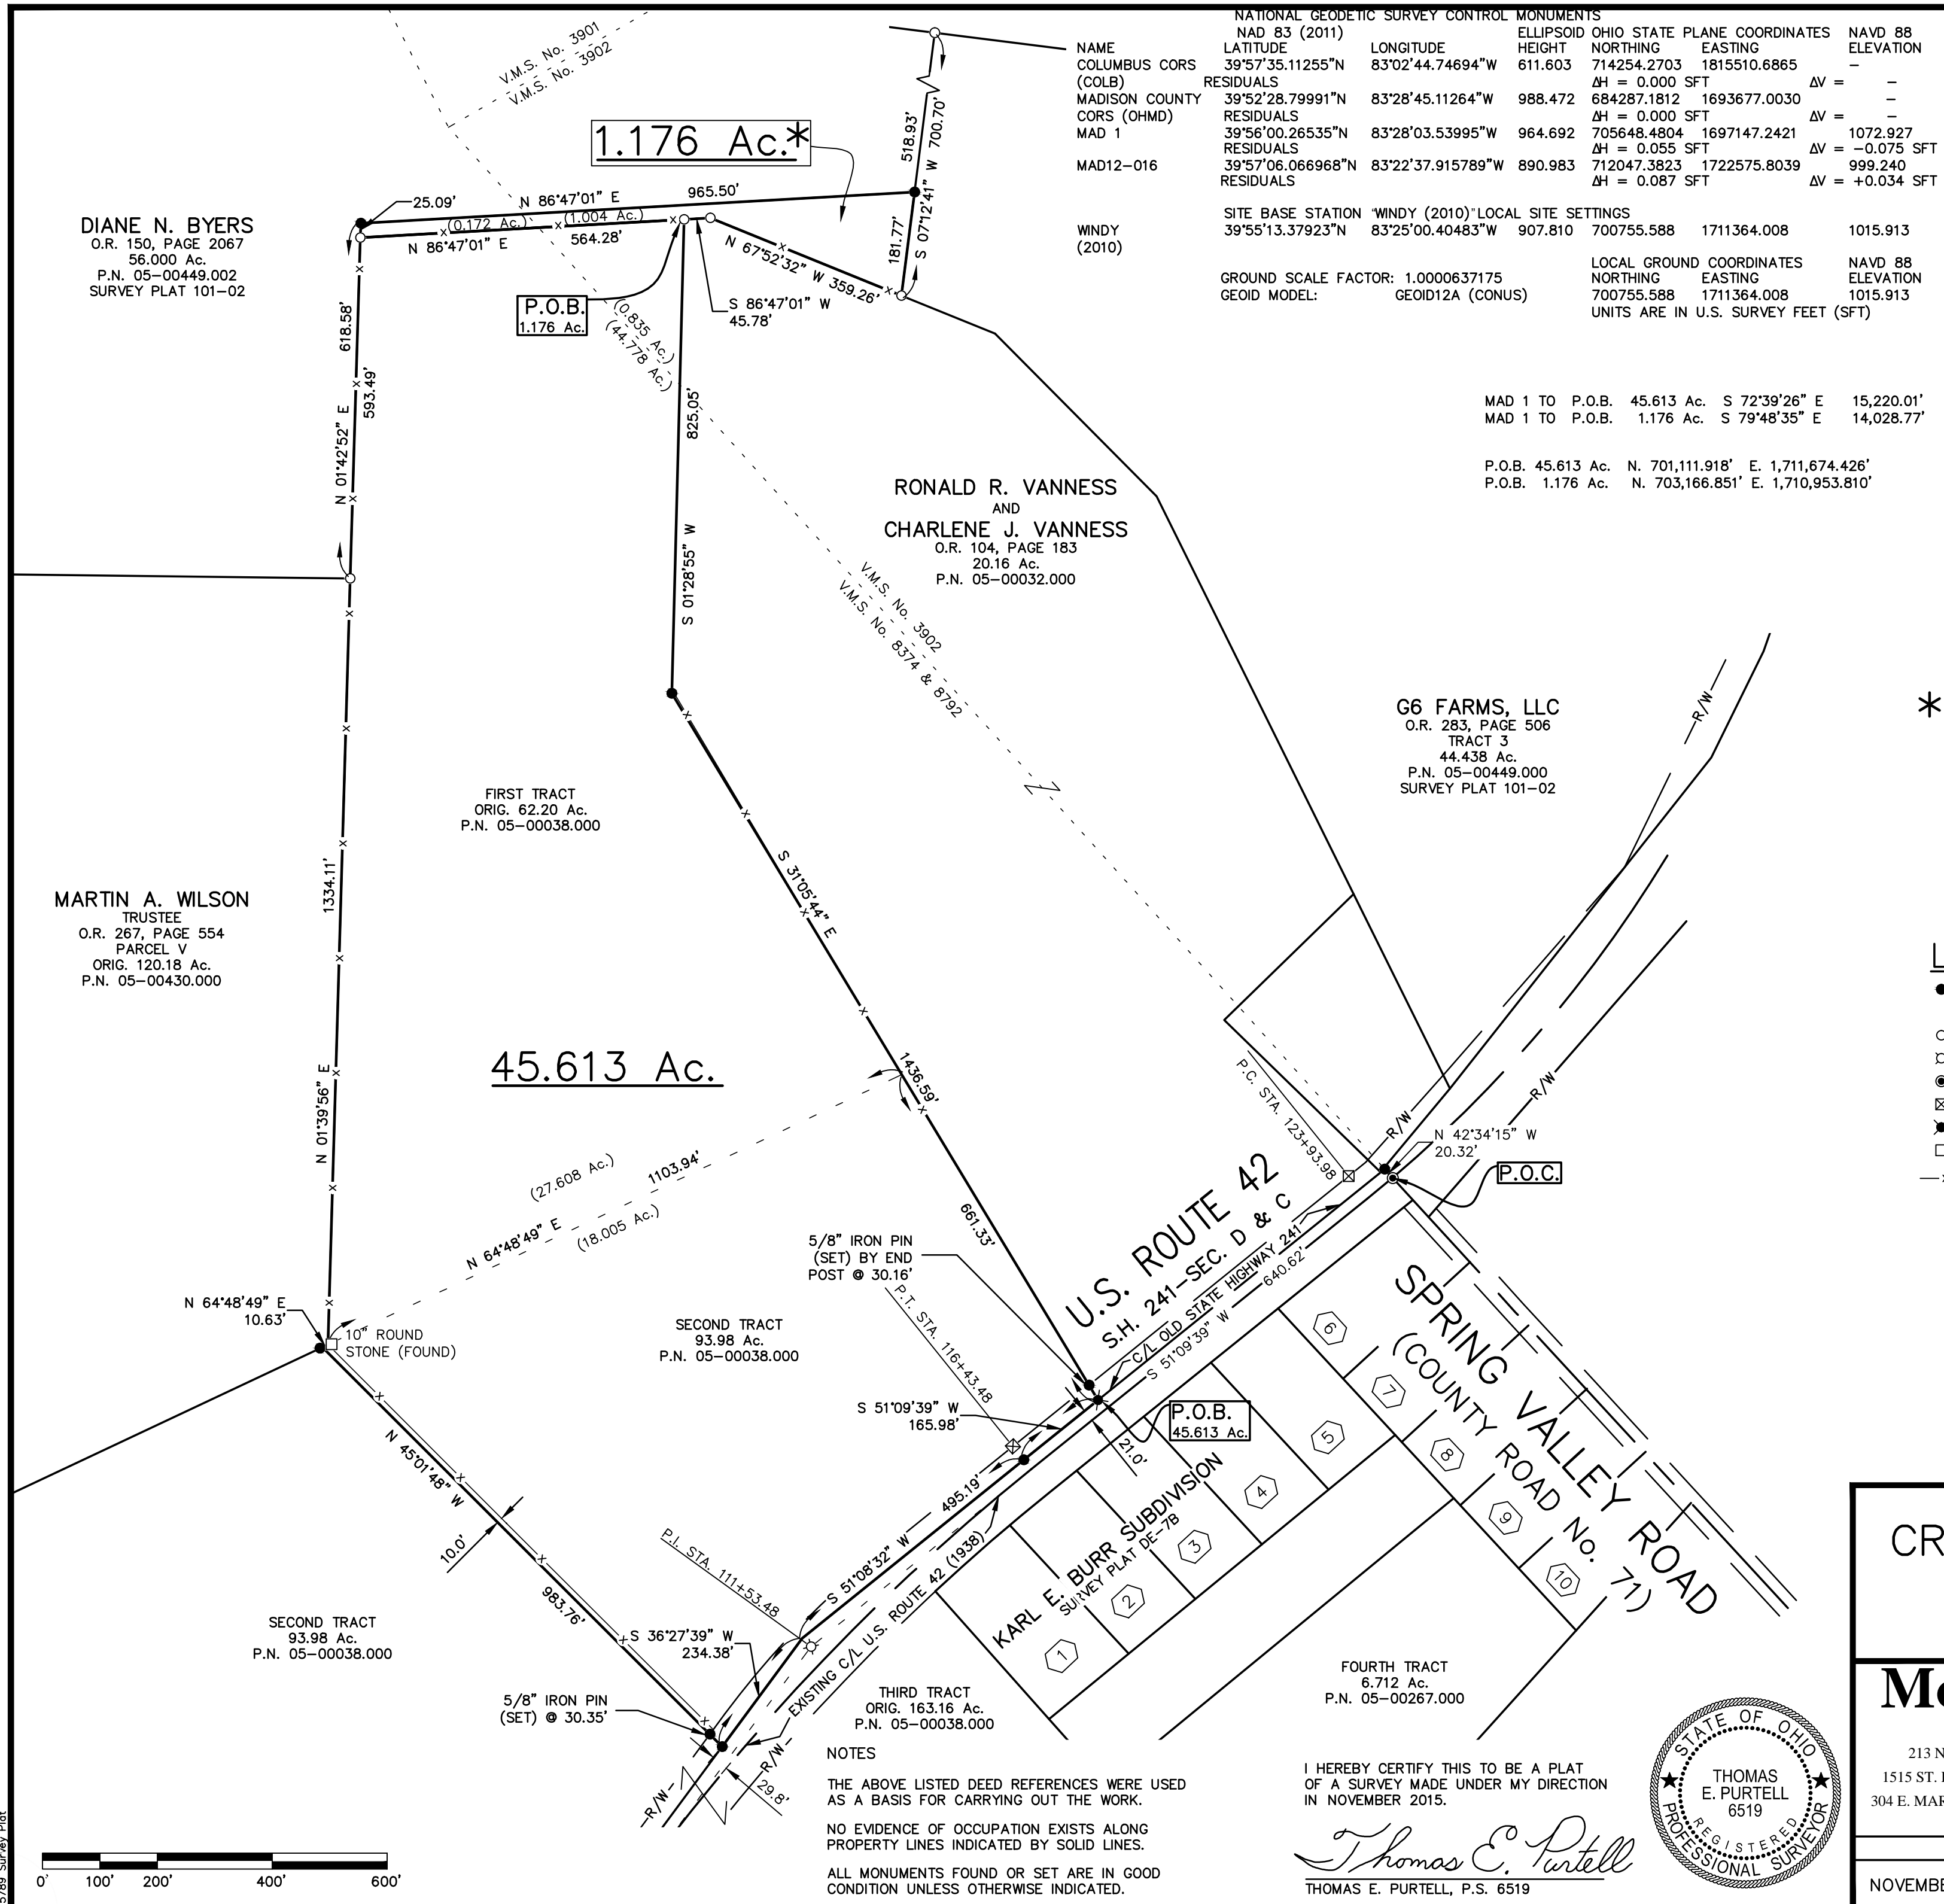 NATIONAL GEODETIC SURVEY CONTROL MONUMENTS
NAD 83 (2011) ELLIPSOID OHIO STATE PLANE COORDINATES NAVD 88
NAME LATITUDE LONGITUDE HEIGHT NORTHING EASTING ELEVATION
COLUMBUS CORS 39°57'35.11255"N 83°02'44.74694"W 611.603 714254.2703 1815510.6865 –
(COLB) RESIDUALS ΔH = 0.000 SFT ΔV = –
MADISON COUNTY 39°52'28.79991"N 83°28'45.11264"W 988.472 684287.1812 1693677.0030 –
CORS (OHMD) RESIDUALS ΔH = 0.000 SFT ΔV = –
MAD 1 39°56'00.26535"N 83°28'03.53995"W 964.692 705648.4804 1697147.2421 1072.927
RESIDUALS ΔH = 0.055 SFT ΔV = –0.075 SFT
MAD12–016 39°57'06.066968"N 83°22'37.915789"W 890.983 712047.3823 1722575.8039 999.240
RESIDUALS ΔH = 0.087 SFT ΔV = +0.034 SFT
SITE BASE STATION "WINDY (2010)" LOCAL SITE SETTINGS
WINDY 39°55'13.37923"N 83°25'00.40483"W 907.810 700755.588 1711364.008 1015.913
(2010)
LOCAL GROUND COORDINATES NAVD 88
GROUND SCALE FACTOR: 1.0000637175 NORTHING EASTING ELEVATION
GEOID MODEL: GEOID12A (CONUS) 700755.588 1711364.008 1015.913
UNITS ARE IN U.S. SURVEY FEET (SFT)
MAD 1 TO P.O.B. 45.613 Ac. S 72°39'26" E 15,220.01'
MAD 1 TO P.O.B. 1.176 Ac. S 79°48'35" E 14,028.77'
P.O.B. 45.613 Ac. N. 701,111.918' E. 1,711,674.426'
P.O.B. 1.176 Ac. N. 703,166.851' E. 1,710,953.810'
V.M.S. No. 3901
V.M.S. No. 3902
1.176 Ac.*
518.93'
S 07°12'41" W 700.70'
181.77'
25.09'
N 86°47'01" E
965.50'
(0.172 Ac.)
(1.004 Ac.)
N 86°47'01" E
564.28'
N 67°52'32" W 359.26'
S 86°47'01" W
45.78'
P.O.B.
1.176 Ac.
(0.835 Ac.)
(44.778 Ac.)
DIANE N. BYERS
O.R. 150, PAGE 2067
56.000 Ac.
P.N. 05–00449.002
SURVEY PLAT 101–02
618.58'
593.49'
N 01°42'52" E
825.05'
S 01°28'55" W
RONALD R. VANNESS
AND
CHARLENE J. VANNESS
O.R. 104, PAGE 183
20.16 Ac.
P.N. 05–00032.000
V.M.S. No. 3902
V.M.S. No. 8374 & 8792
G6 FARMS, LLC
O.R. 283, PAGE 506
TRACT 3
44.438 Ac.
P.N. 05–00449.000
SURVEY PLAT 101–02
R/W
*
FIRST TRACT
ORIG. 62.20 Ac.
P.N. 05–00038.000
S 31°05'44" E
1334.11'
MARTIN A. WILSON
TRUSTEE
O.R. 267, PAGE 554
PARCEL V
ORIG. 120.18 Ac.
P.N. 05–00430.000
45.613 Ac.
1436.59'
N 01°39'56" E
(27.608 Ac.)
1103.94'
N 64°48'49" E
(18.005 Ac.)
661.33'
P.C. STA. 123+93.98
R/W
R/W
N 42°34'15" W
20.32'
P.O.C.
U.S. ROUTE 42
S.H. 241–SEC. D & C
C/L OLD STATE HIGHWAY 241
640.62'
S 51°09'39" W
5/8" IRON PIN
(SET) BY END
POST @ 30.16'
P.T. STA. 116+43.48
N 64°48'49" E
10.63'
10" ROUND
STONE (FOUND)
SECOND TRACT
93.98 Ac.
P.N. 05–00038.000
S 51°09'39" W
165.98'
P.O.B.
45.613 Ac.
21.0'
SPRING VALLEY ROAD
(COUNTY ROAD No. 71)
6
7
8
9
10
5
4
3
2
1
KARL E. BURR SUBDIVISION
SURVEY PLAT DE–7B
N 45°01'48" W
10.0'
983.76'
495.19'
S 51°08'32" W
P.I. STA. 111+53.48
EXISTING C/L U.S. ROUTE 42 (1938)
S 36°27'39" W
234.38'
SECOND TRACT
93.98 Ac.
P.N. 05–00038.000
5/8" IRON PIN
(SET) @ 30.35'
THIRD TRACT
ORIG. 163.16 Ac.
P.N. 05–00038.000
FOURTH TRACT
6.712 Ac.
P.N. 05–00267.000
R/W
R/W
29.8'
NOTES
THE ABOVE LISTED DEED REFERENCES WERE USED
AS A BASIS FOR CARRYING OUT THE WORK.
NO EVIDENCE OF OCCUPATION EXISTS ALONG
PROPERTY LINES INDICATED BY SOLID LINES.
ALL MONUMENTS FOUND OR SET ARE IN GOOD
CONDITION UNLESS OTHERWISE INDICATED.
I HEREBY CERTIFY THIS TO BE A PLAT
OF A SURVEY MADE UNDER MY DIRECTION
IN NOVEMBER 2015.
Thomas E. Purtell
THOMAS E. PURTELL, P.S. 6519
STATE OF OHIO
THOMAS
E. PURTELL
6519
REGISTERED
PROFESSIONAL SURVEYOR
0' 100' 200' 400' 600'
5789 Survey Plat
CR
213 N
1515 ST.
304 E. MAR
NOVEMBE